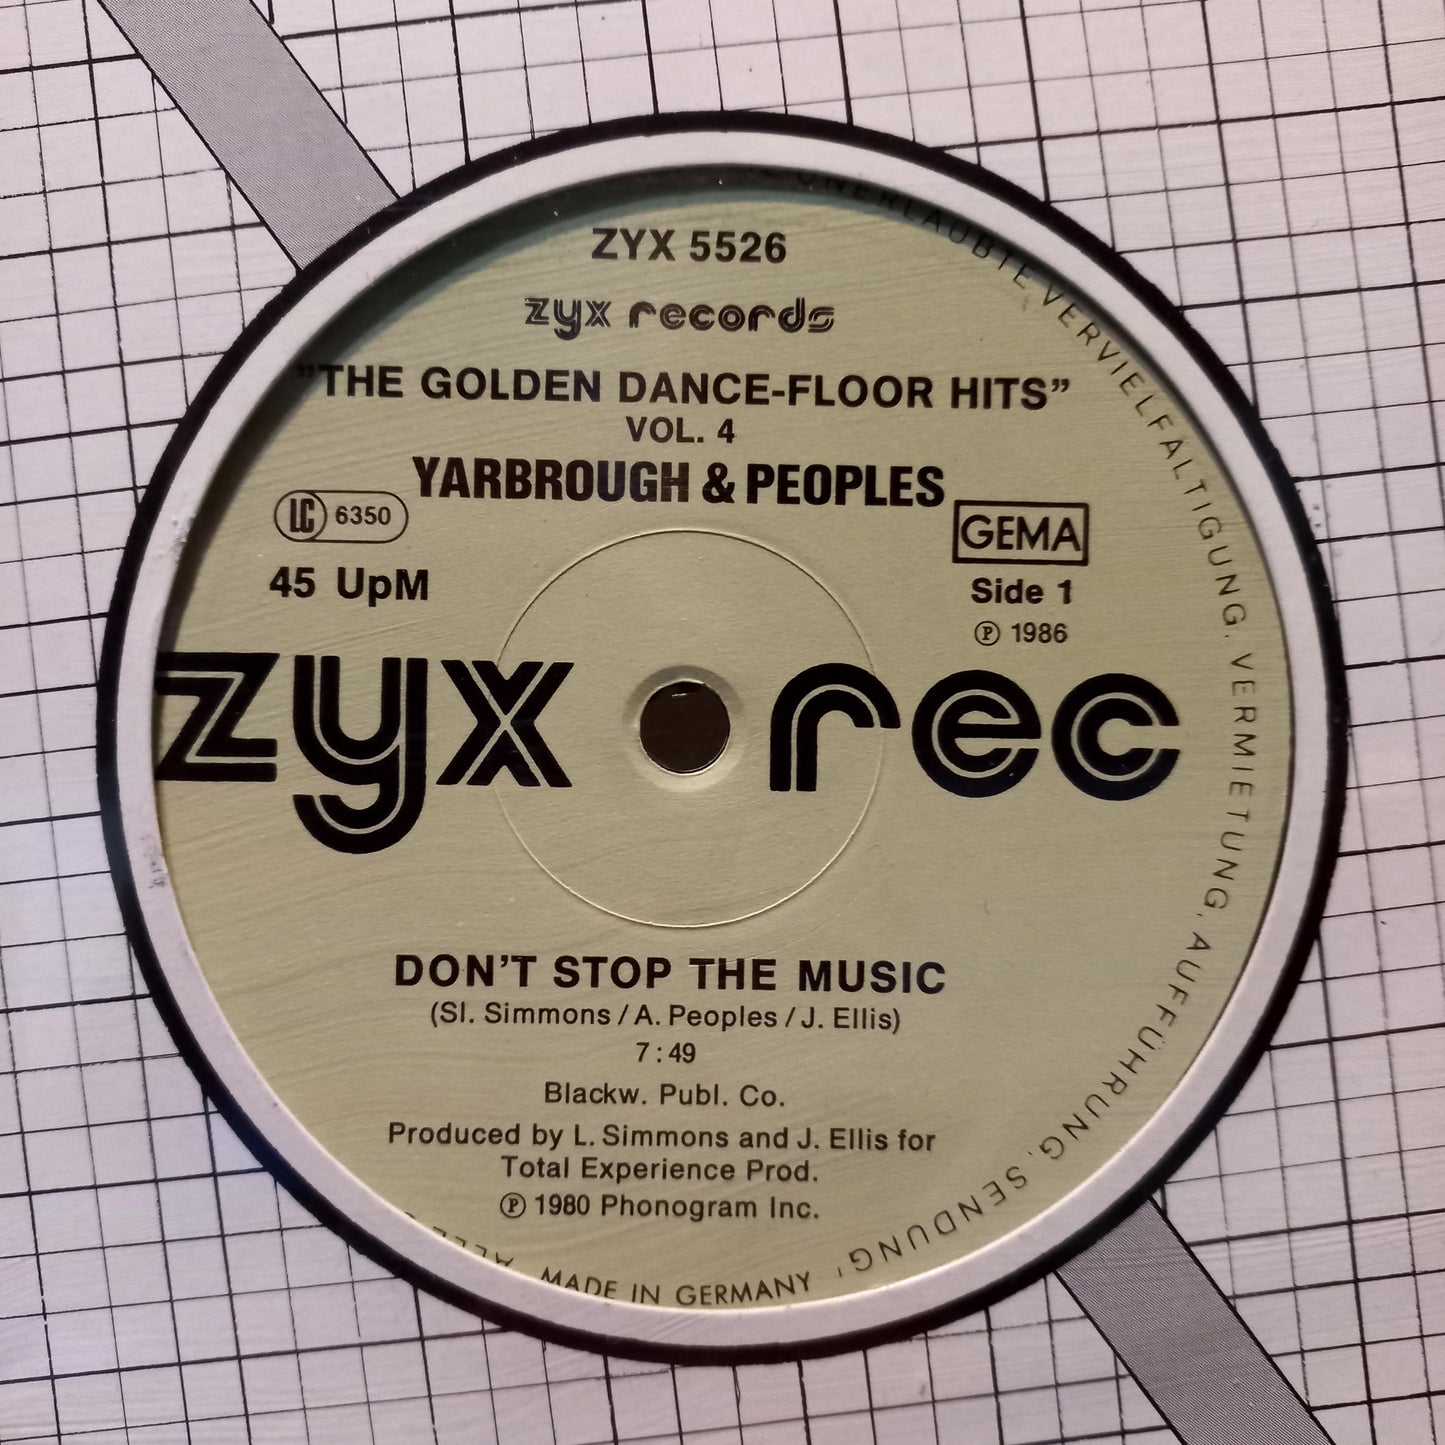 ZYX 5526
zyx records
"THE GOLDEN DANCE-FLOOR HITS"
VOL. 4
YARBROUGH & PEOPLES
LC 6350
GEMA
45 UpM
Side 1
℗ 1986
zyx rec
DON'T STOP THE MUSIC
(Sl. Simmons / A. Peoples / J. Ellis)
7:49
Blackw. Publ. Co.
Produced by L. Simmons and J. Ellis for
Total Experience Prod.
℗ 1980 Phonogram Inc.
UNERLAUBTE VERVIELFÄLTIGUNG, VERMIETUNG, AUFFÜHRUNG, SENDUNG
MADE IN GERMANY